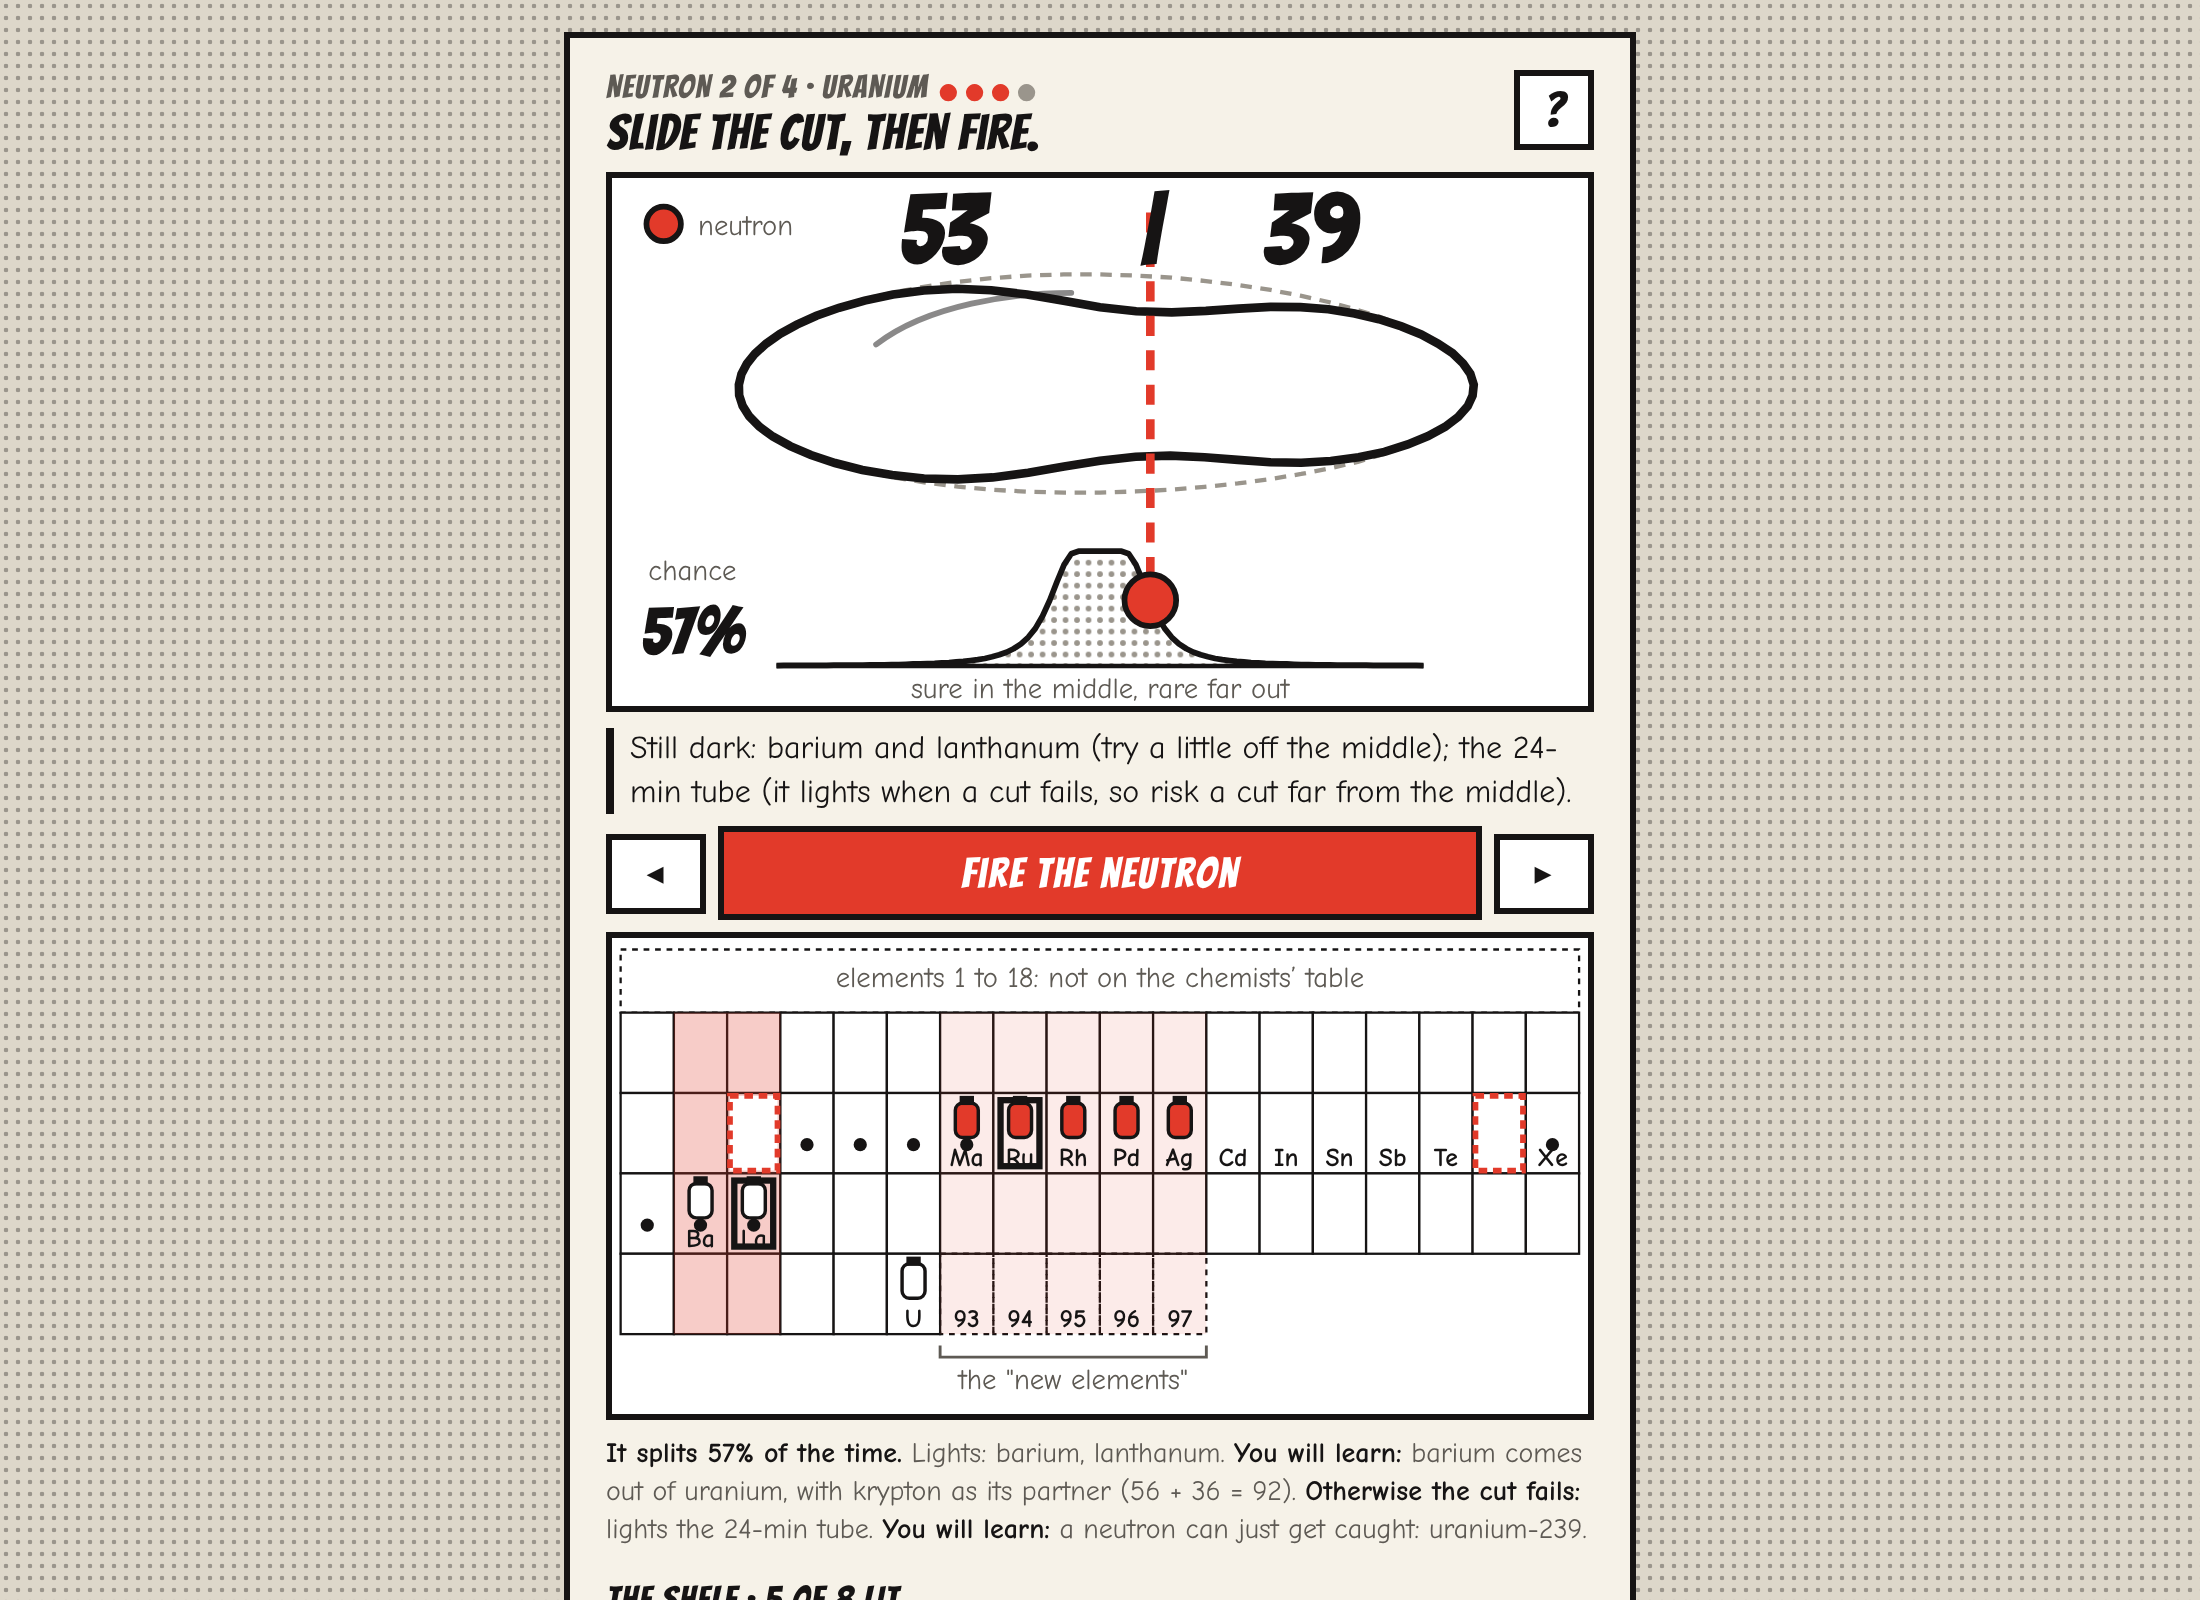 NEUTRON 2 OF 4 · URANIUM
SLIDE THE CUT, THEN FIRE.
?
neutron
53 / 39
chance
57%
sure in the middle, rare far out
Still dark: barium and lanthanum (try a little off the middle); the 24-
min tube (it lights when a cut fails, so risk a cut far from the middle).
◄ FIRE THE NEUTRON ►
elements 1 to 18: not on the chemists' table
Ma Ru Rh Pd Ag Cd In Sn Sb Te Xe
Ba La
U 93 94 95 96 97
the "new elements"
It splits 57% of the time. Lights: barium, lanthanum. You will learn: barium comes
out of uranium, with krypton as its partner (56 + 36 = 92). Otherwise the cut fails:
lights the 24-min tube. You will learn: a neutron can just get caught: uranium-239.
THE SHELF · 5 OF 8 LIT